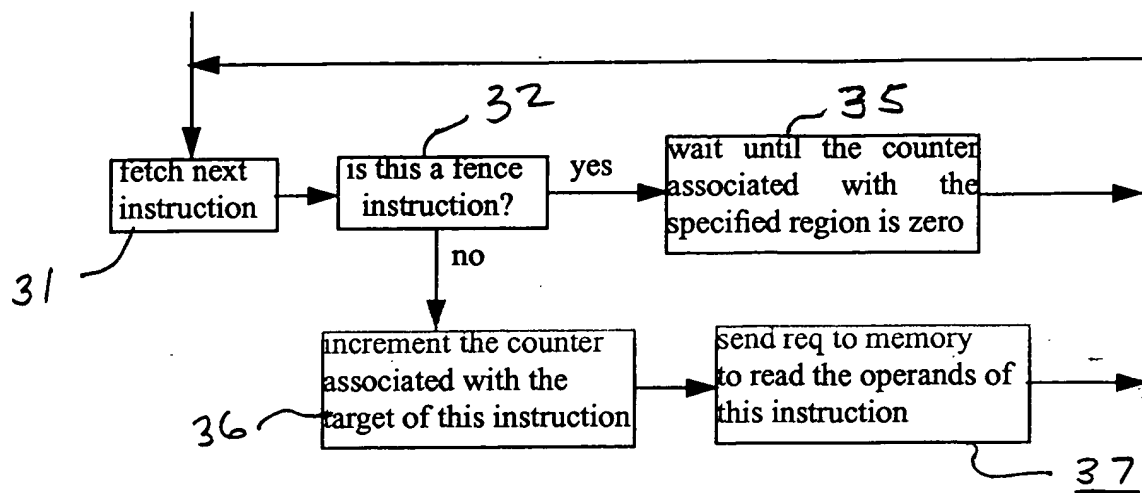 32
35
fetch next
instruction
is this a fence
instruction?
yes
wait until the counter
associated with the
specified region is zero
31
no
increment the counter
associated with the
target of this instruction
36
send req to memory
to read the operands of
this instruction
37